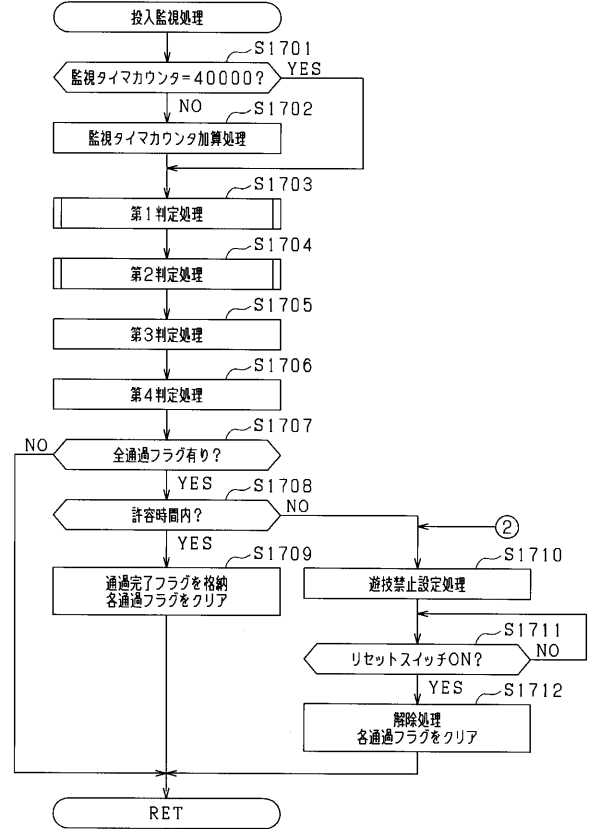 投入監視処理
S1701
監視タイマカウンタ=40000?
YES
NO
S1702
監視タイマカウンタ加算処理
S1703
第1判定処理
S1704
第2判定処理
S1705
第3判定処理
S1706
第4判定処理
S1707
NO
全通過フラグ有り?
YES
S1708
許容時間内?
NO
②
YES
S1709
通過完了フラグを格納
各通過フラグをクリア
S1710
遊技禁止設定処理
S1711
リセットスイッチON?
NO
YES
S1712
解除処理
各通過フラグをクリア
RET